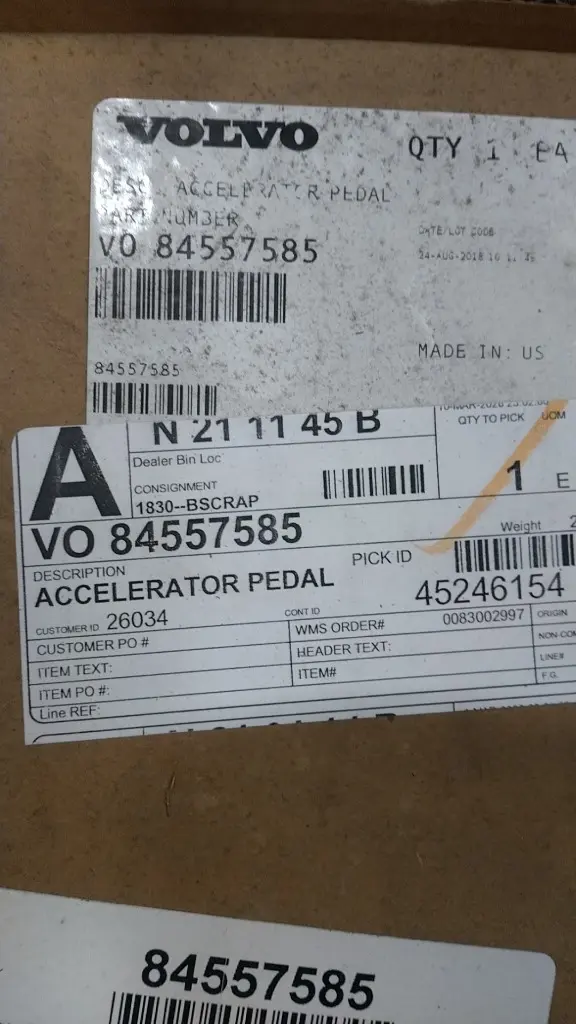 VOLVO
QTY 1 EA
DESC. ACCELERATOR PEDAL
PART NUMBER
VO 84557585
DATE/LOT CODE
24-AUG-2018 10
84557585
MADE IN: US
A
N 21 11 45 B
QTY TO PICK UOM
Dealer Bin Loc
CONSIGNMENT
1830--BSCRAP
1 E
VO 84557585
Weight
DESCRIPTION
ACCELERATOR PEDAL
PICK ID
45246154
CUSTOMER ID 26034
CONT ID
CUSTOMER PO #
WMS ORDER# 0083002997
ORIGIN
ITEM TEXT:
HEADER TEXT:
NON-CON
ITEM PO #:
ITEM#
LINE#
F.G.
Line REF:
84557585